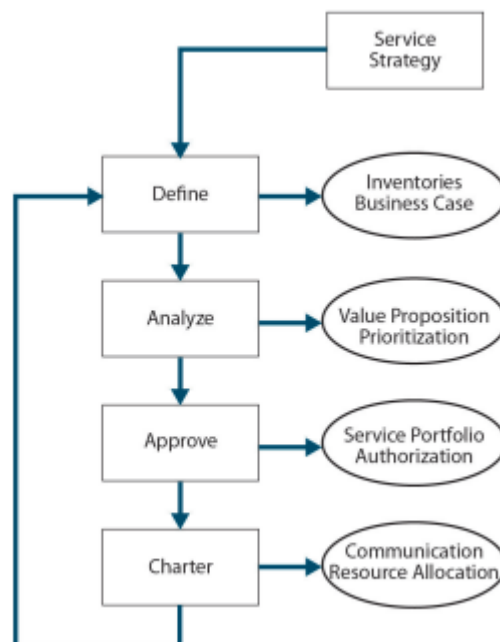 Service
Strategy
Define
Inventories
Business Case
Analyze
Value Proposition
Prioritization
Approve
Service Portfolio
Authorization
Charter
Communication
Resource Allocation